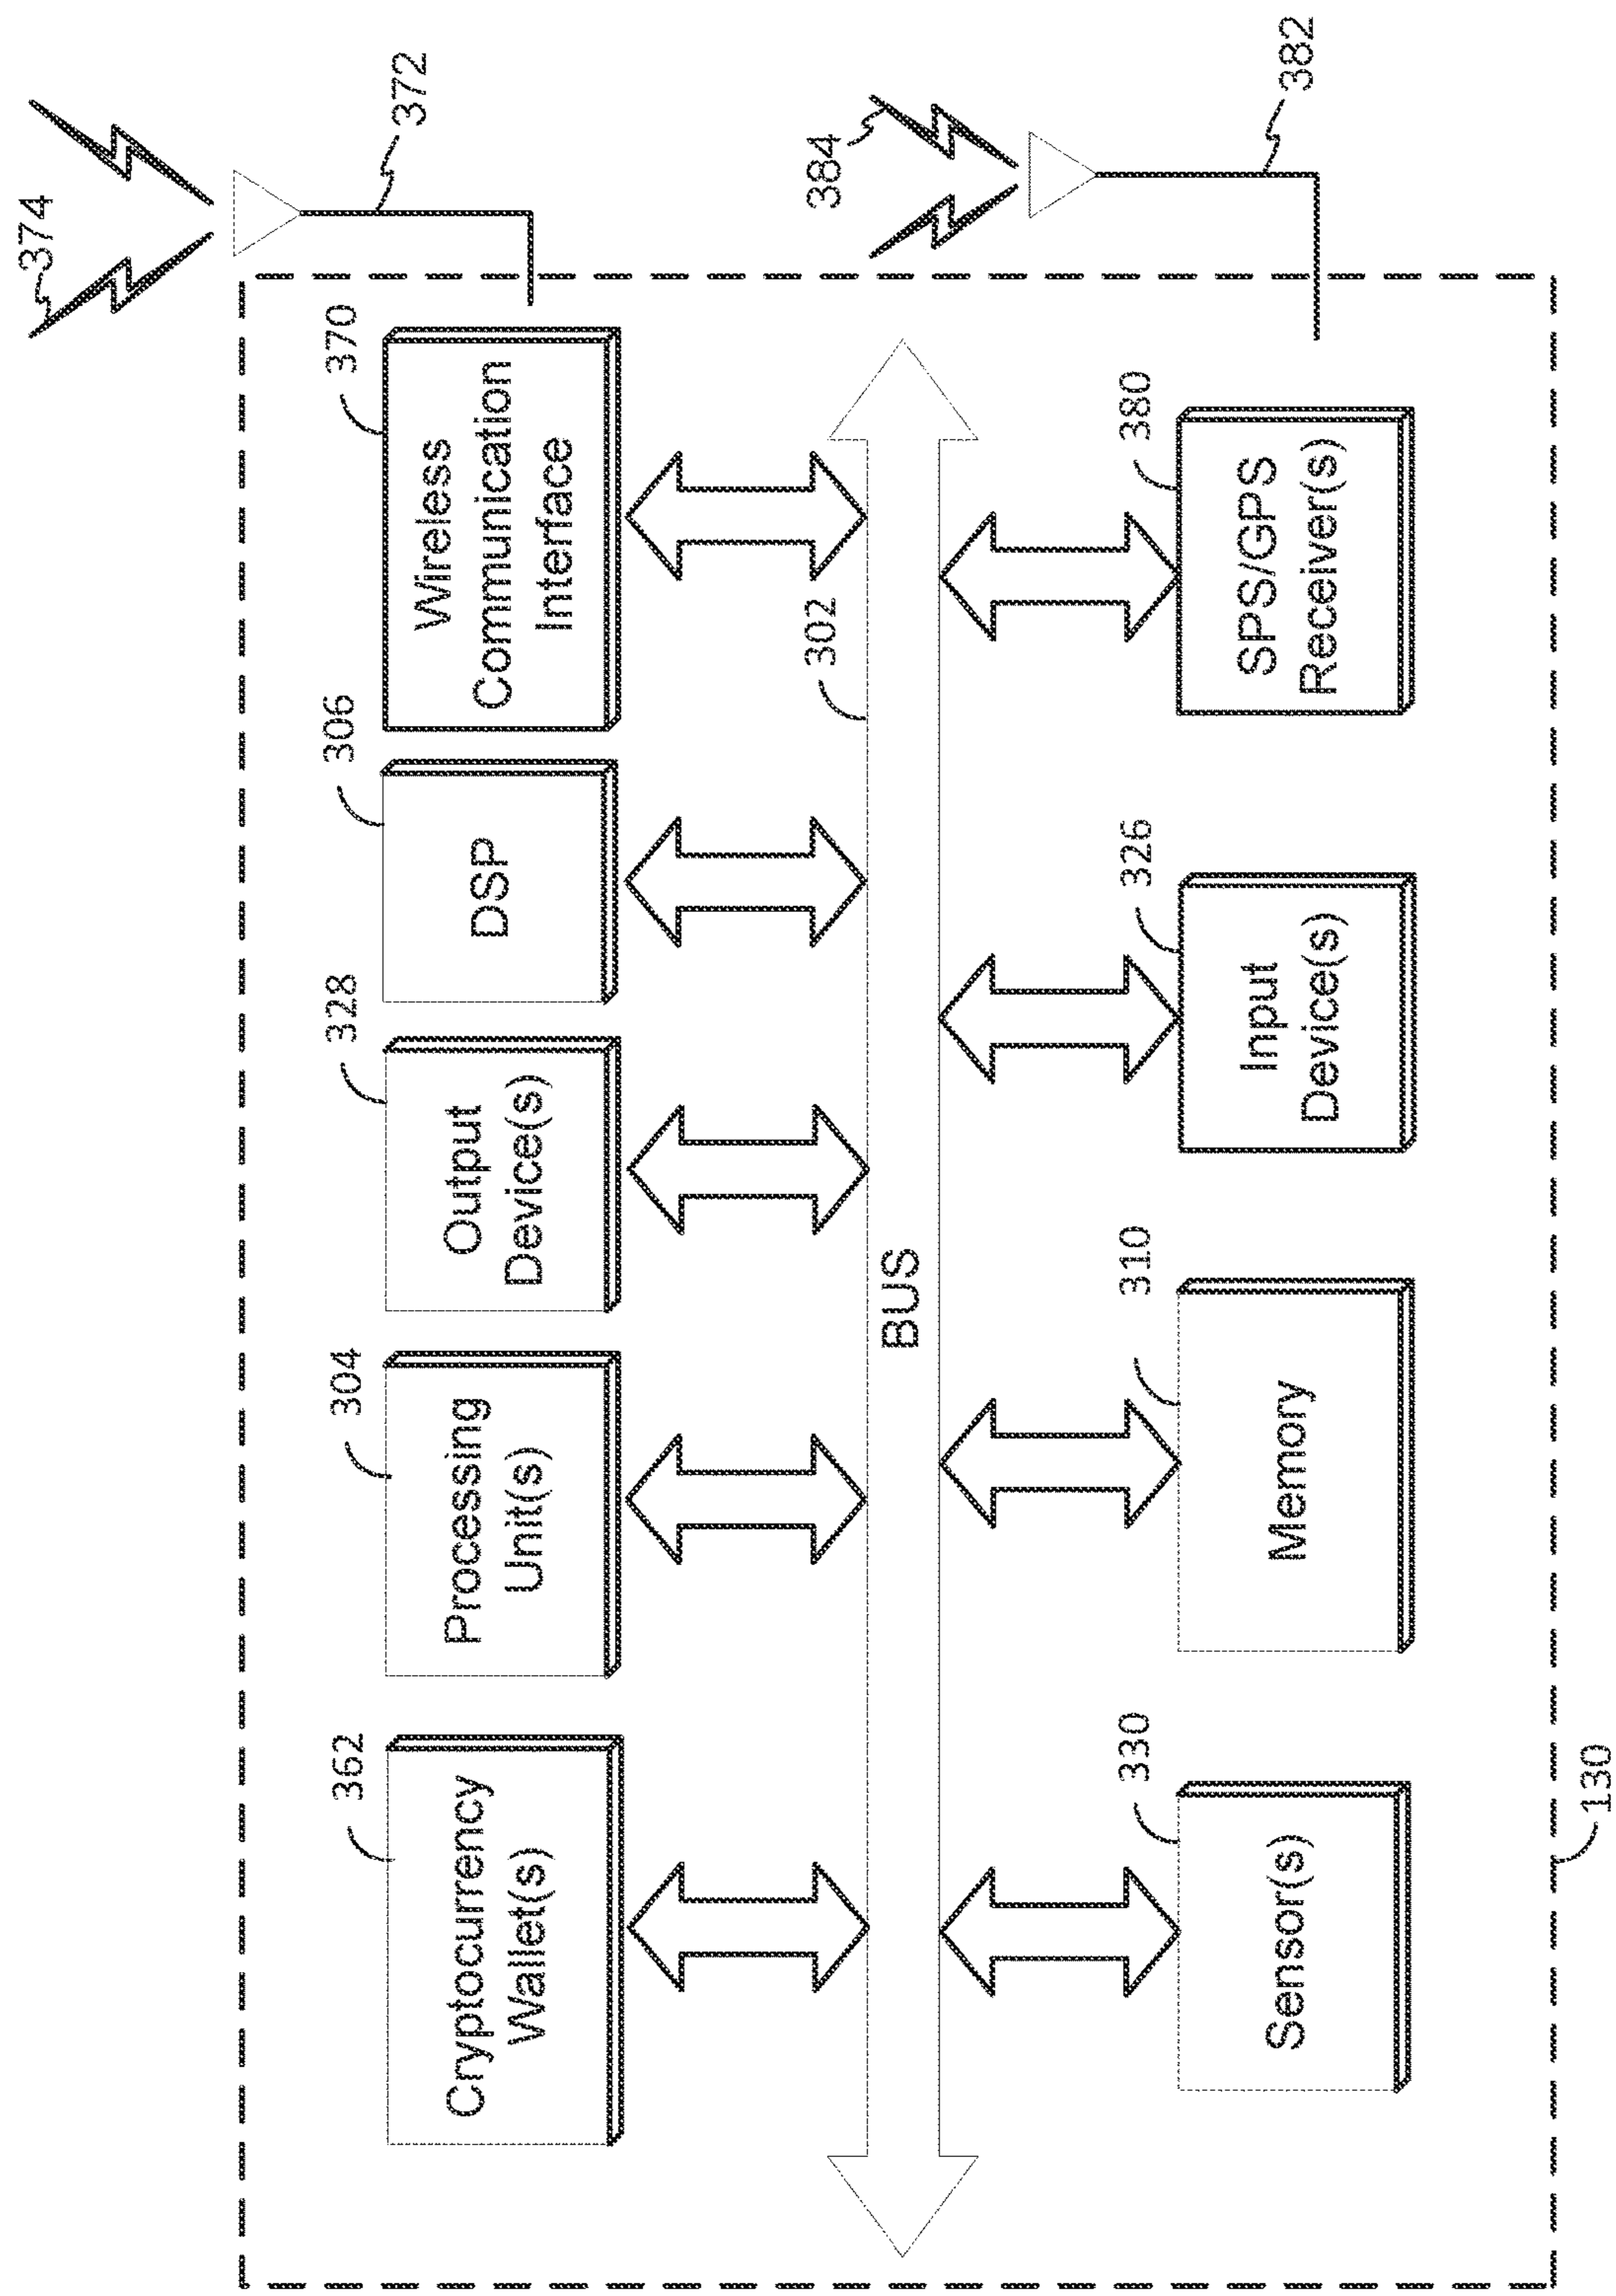 374
372
384
382
362
Cryptocurrency
Wallet(s)
304
Processing
Unit(s)
328
Output
Device(s)
306
DSP
370
Wireless
Communication
Interface
BUS
302
330
Sensor(s)
310
Memory
326
Input
Device(s)
380
SPS/GPS
Receiver(s)
130